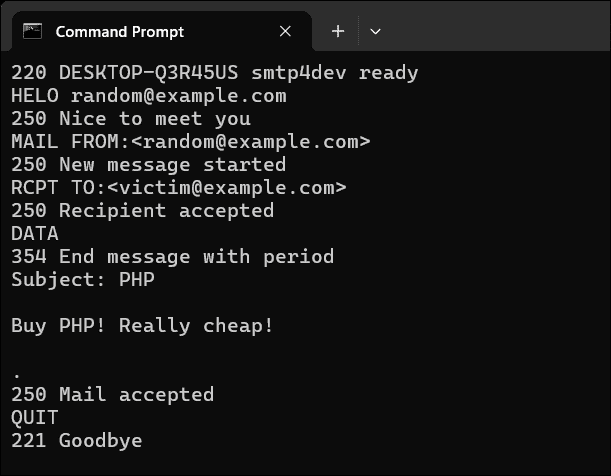 Command Prompt
220 DESKTOP-Q3R45US smtp4dev ready
HELO random@example.com
250 Nice to meet you
MAIL FROM:<random@example.com>
250 New message started
RCPT TO:<victim@example.com>
250 Recipient accepted
DATA
354 End message with period
Subject: PHP

Buy PHP! Really cheap!

.
250 Mail accepted
QUIT
221 Goodbye